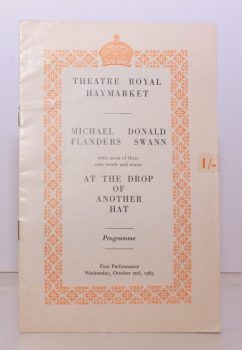 THEATRE ROYAL
HAYMARKET
MICHAEL DONALD
FLANDERS SWANN
with more of their
own words and music
AT THE DROP
OF
ANOTHER
HAT
Programme
First Performance
Wednesday, October 2nd, 1963
1/-